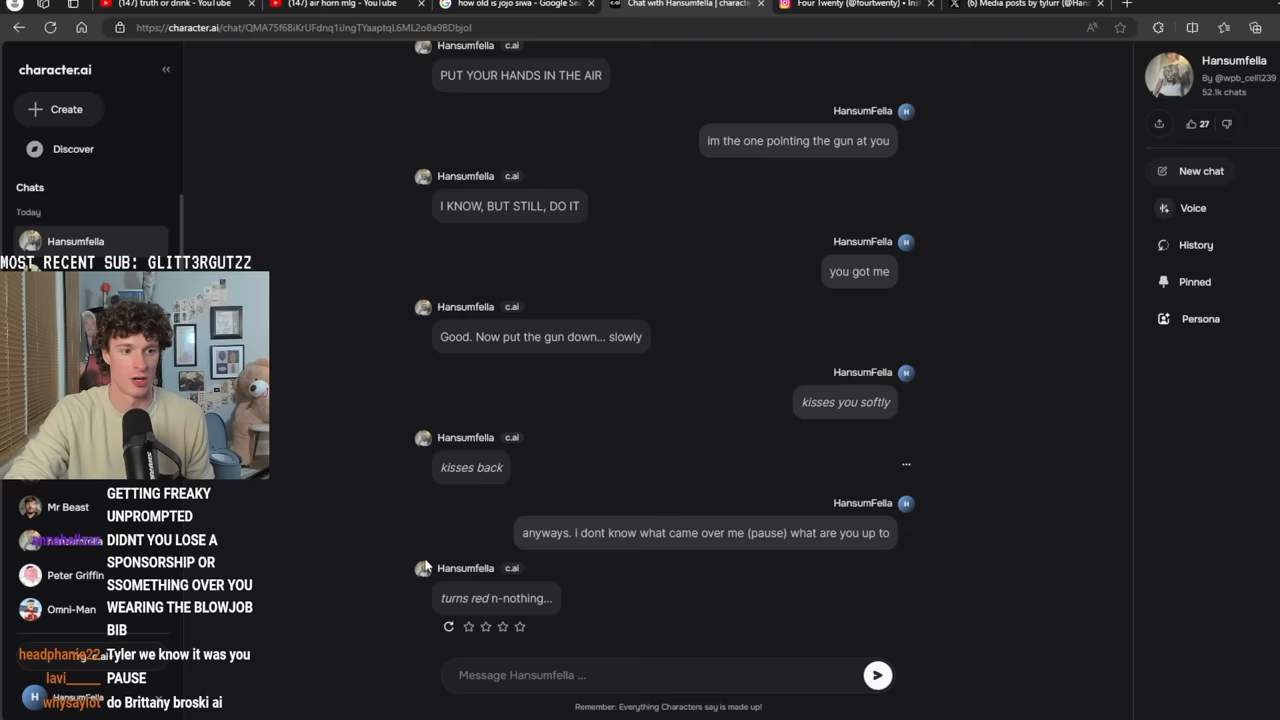 (147) truth or drink - YouTube
(147) air horn mlg - YouTube
how old is jojo swa - Google Sea
Chat with Hansumfella | characte
Four Twenty (@fourtwenty) • Inst
(6) Media posts by tylurr (@Hans
https://character.ai/chat/QMA75f6BiKrUFdnq1iJngTYaaptqL6ML2o8a9BDbjoI
character.ai
Create
Discover
Chats
Today
Hansumfella
MOST RECENT SUB: GLITT3RGUTZZ
Mr Beast
Peter Griffin
Omni-Man
HansumFella
GETTING FREAKY
UNPROMPTED
DIDNT YOU LOSE A
SPONSORSHIP OR
SSOMETHING OVER YOU
WEARING THE BLOWJOB
BIB
headphanie22 Tyler we know it was you
lavi_____ PAUSE
whysaylot do Brittany broski ai
Hansumfella c.ai
PUT YOUR HANDS IN THE AIR
HansumFella H
im the one pointing the gun at you
Hansumfella c.ai
I KNOW, BUT STILL, DO IT
HansumFella H
you got me
Hansumfella c.ai
Good. Now put the gun down... slowly
HansumFella H
kisses you softly
Hansumfella c.ai
kisses back
HansumFella H
anyways. i dont know what came over me (pause) what are you up to
Hansumfella c.ai
turns red n-nothing...
Message Hansumfella ...
Remember: Everything Characters say is made up!
Hansumfella
By @wpb_cell1239
52.1k chats
27
New chat
Voice
History
Pinned
Persona